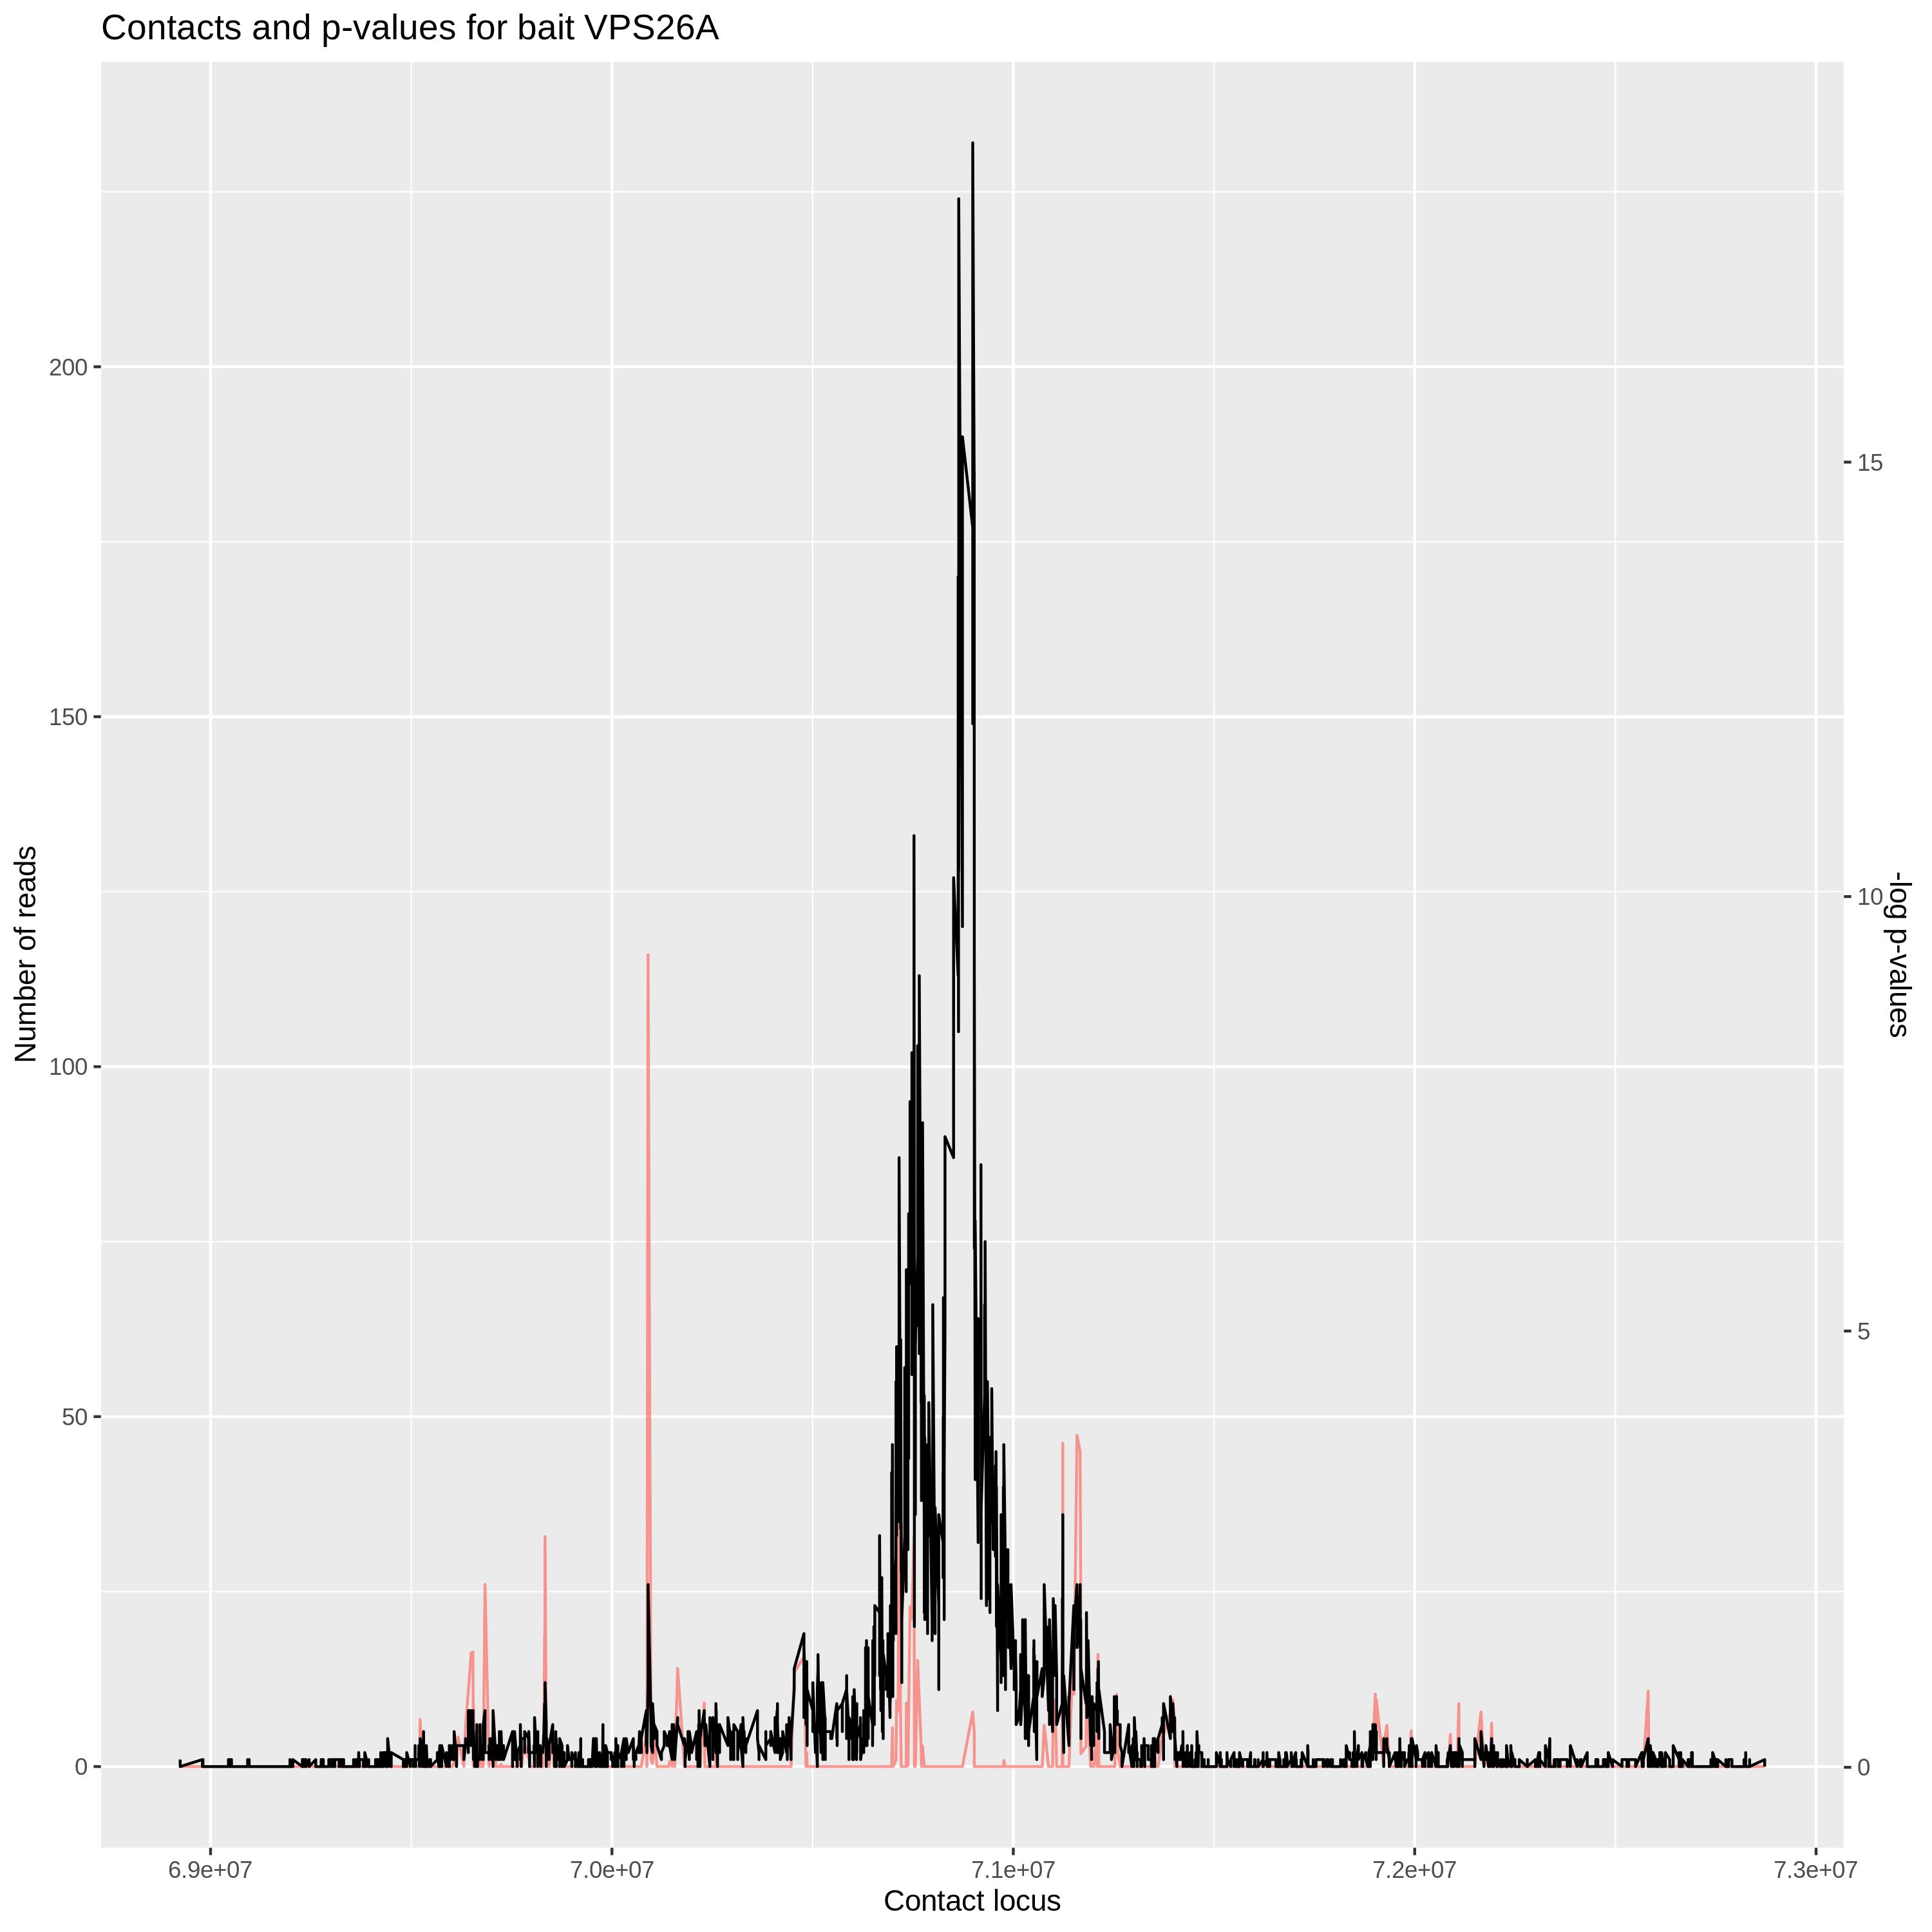 Contacts and p-values for bait VPS26A
Number of reads
200
150
100
50
0
15
10
5
0
-log p-values
6.9e+07
7.0e+07
7.1e+07
7.2e+07
7.3e+07
Contact locus